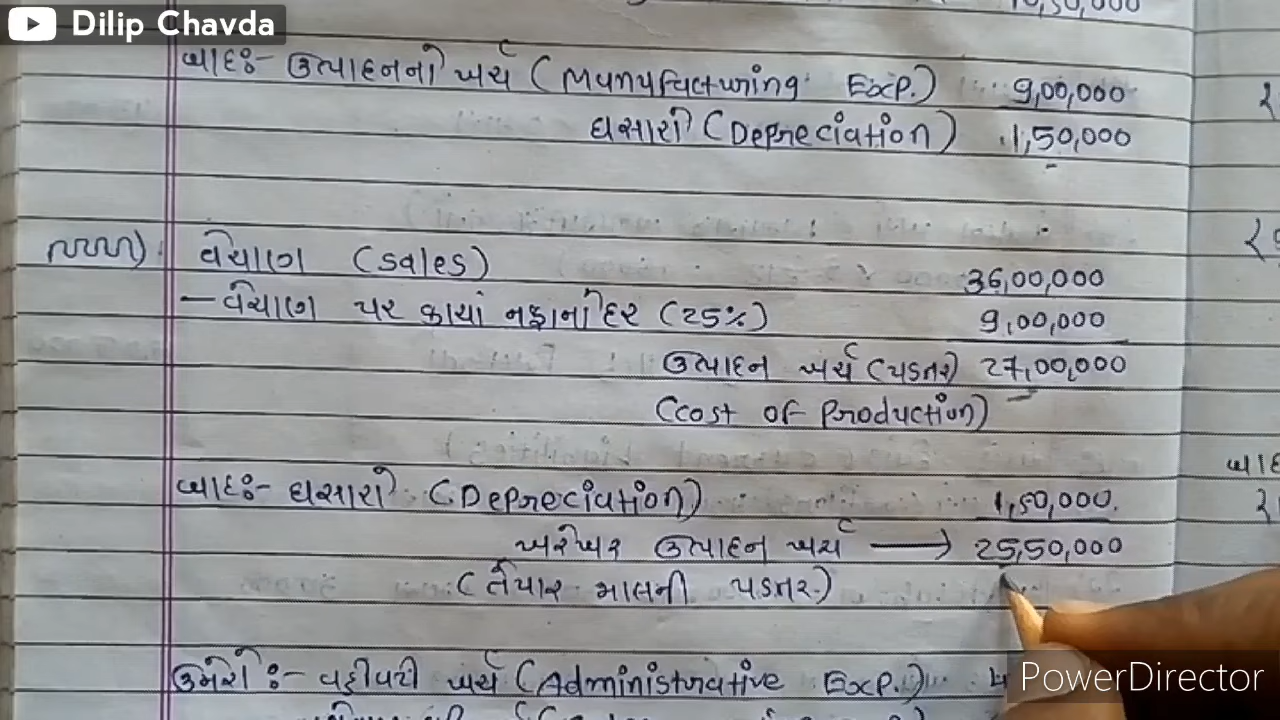 Dilip Chavda
બાદઃ- ઉત્પાદનનો ખર્ચ (Manufacturing Exp.) 9,00,000
ઘસારો (Depreciation) 1,50,000
વેચાણ (Sales) 36,00,000
- વેચાણ પર કાચાં નફાનો દર (25%) 9,00,000
ઉત્પાદન ખર્ચ (પડતર) 27,00,000
(Cost of Production)
બાદઃ- ઘસારો (Depreciation) 1,50,000
ખરેખર ઉત્પાદન ખર્ચ → 25,50,000
(તૈયાર માલની પડતર)
ઉમેરો ઃ- વહીવટી ખર્ચ (Administrative Exp.)
PowerDirector